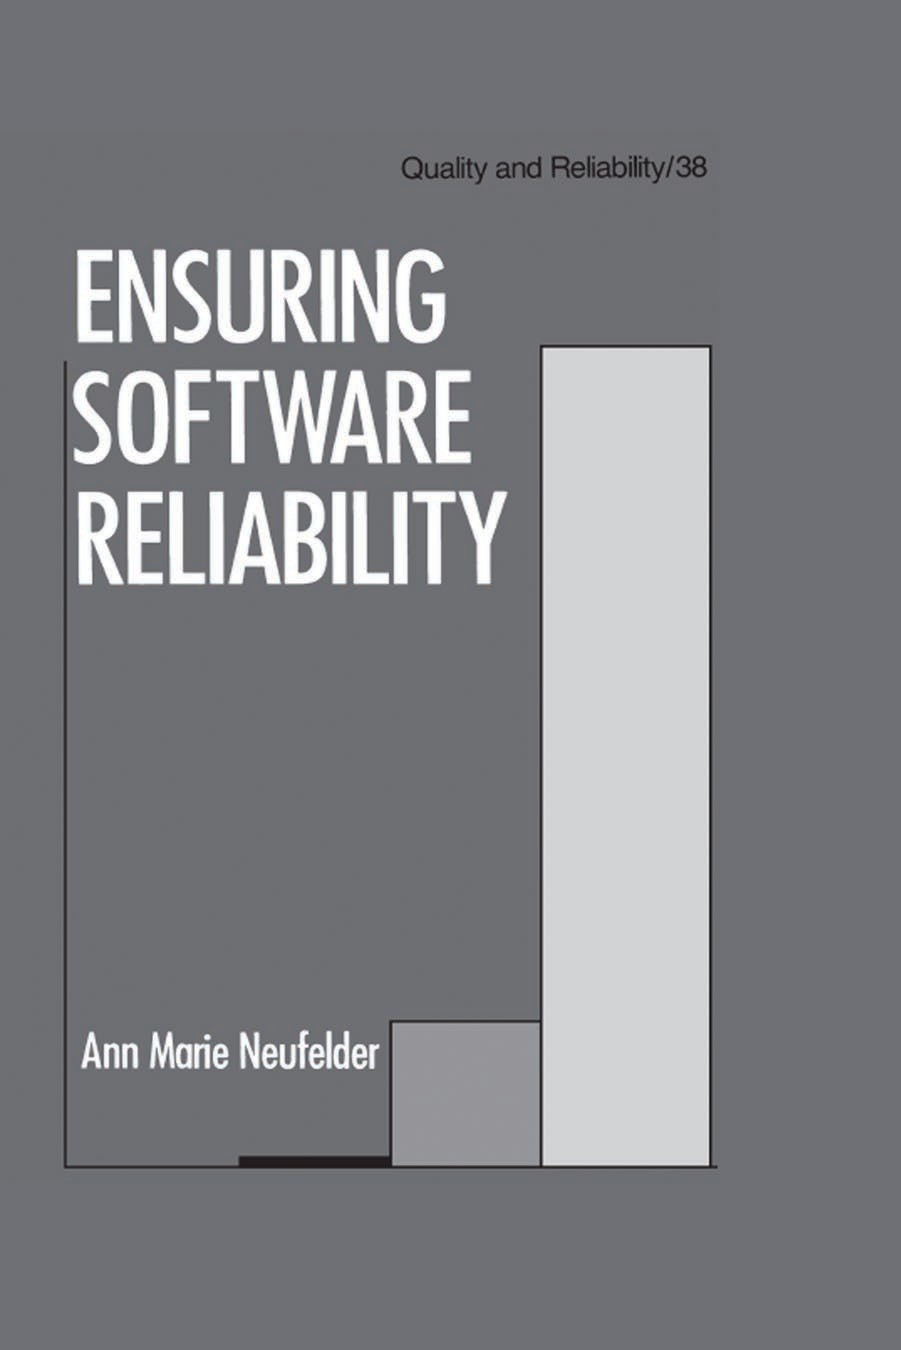 Quality and Reliability/38
ENSURING
SOFTWARE
RELIABILITY
Ann Marie Neufelder